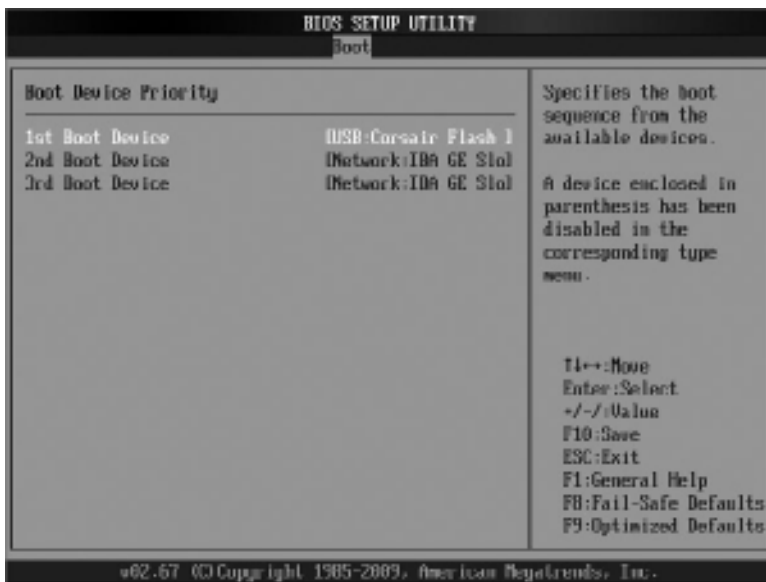 BIOS SETUP UTILITY
Boot
Boot Device Priority
1st Boot Device [USB:Corsair Flash ]
2nd Boot Device [Network:IBA GE Slo]
3rd Boot Device [Network:IBA GE Slo]
Specifies the boot
sequence from the
available devices.
A device enclosed in
parenthesis has been
disabled in the
corresponding type
menu.
↑↓←→:Move
Enter:Select
+/-/:Value
F10:Save
ESC:Exit
F1:General Help
F8:Fail-Safe Defaults
F9:Optimized Defaults
v02.67 (C)Copyright 1985-2009, American Megatrends, Inc.